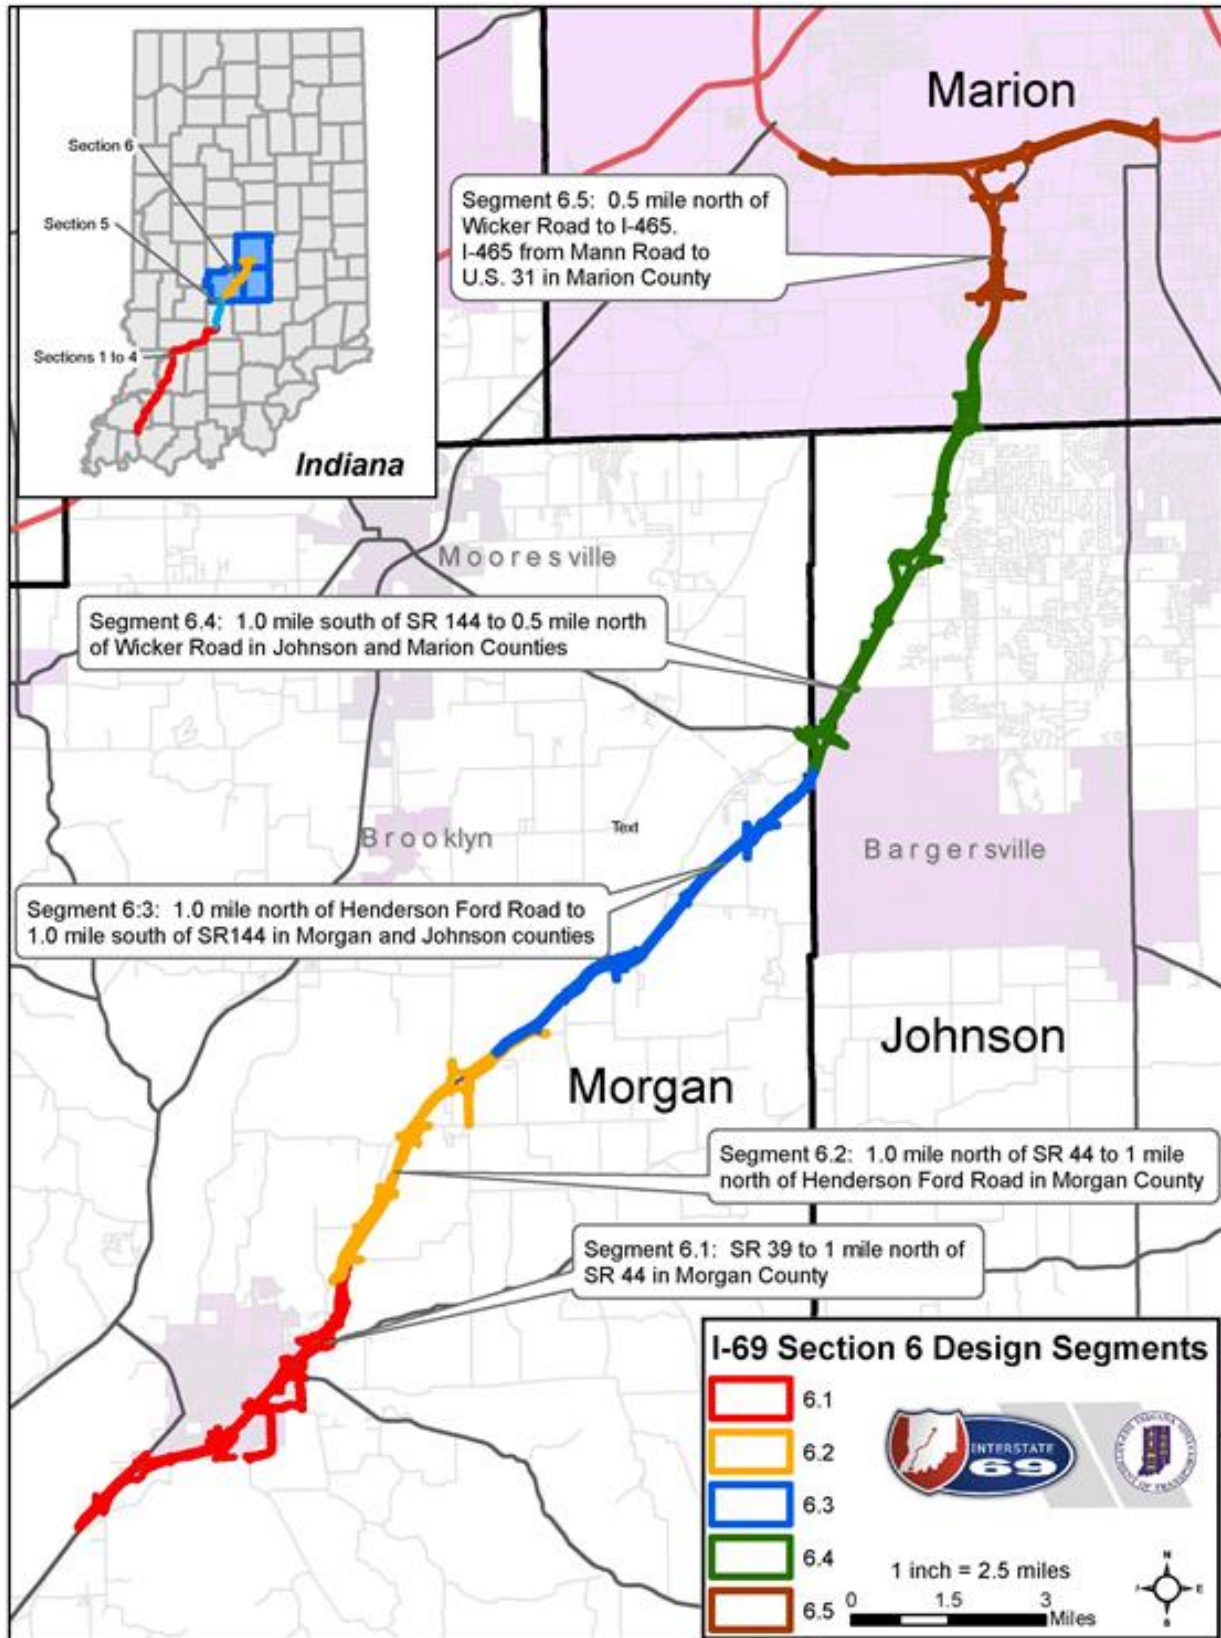 Section 6
Section 5
Sections 1 to 4
Indiana
Marion
Segment 6.5: 0.5 mile north of
Wicker Road to I-465.
I-465 from Mann Road to
U.S. 31 in Marion County
Mooresville
Segment 6.4: 1.0 mile south of SR 144 to 0.5 mile north
of Wicker Road in Johnson and Marion Counties
Text
Brooklyn
Bargersville
Segment 6:3: 1.0 mile north of Henderson Ford Road to
1.0 mile south of SR144 in Morgan and Johnson counties
Johnson
Morgan
Segment 6.2: 1.0 mile north of SR 44 to 1 mile
north of Henderson Ford Road in Morgan County
Segment 6.1: SR 39 to 1 mile north of
SR 44 in Morgan County
I-69 Section 6 Design Segments
6.1
6.2
6.3
6.4
6.5
INTERSTATE
69
1 inch = 2.5 miles
0 1.5 3
Miles
N
E